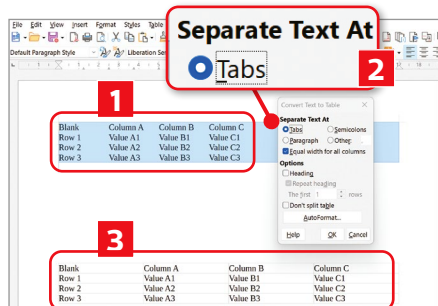 File Edit View Insert Format Styles Table
Default Paragraph Style
Liberation Se
Separate Text At
Tabs
2
1
Convert Text to Table
Separate Text At
Tabs Semicolons
Paragraph Other:
Equal width for all columns
Options
Heading
Repeat heading
The first 1 rows
Don't split table
AutoFormat...
Help OK Cancel
Blank Column A Column B Column C
Row 1 Value A1 Value B1 Value C1
Row 2 Value A2 Value B2 Value C2
Row 3 Value A3 Value B3 Value C3
3
Blank Column A Column B Column C
Row 1 Value A1 Value B1 Value C1
Row 2 Value A2 Value B2 Value C2
Row 3 Value A3 Value B3 Value C3